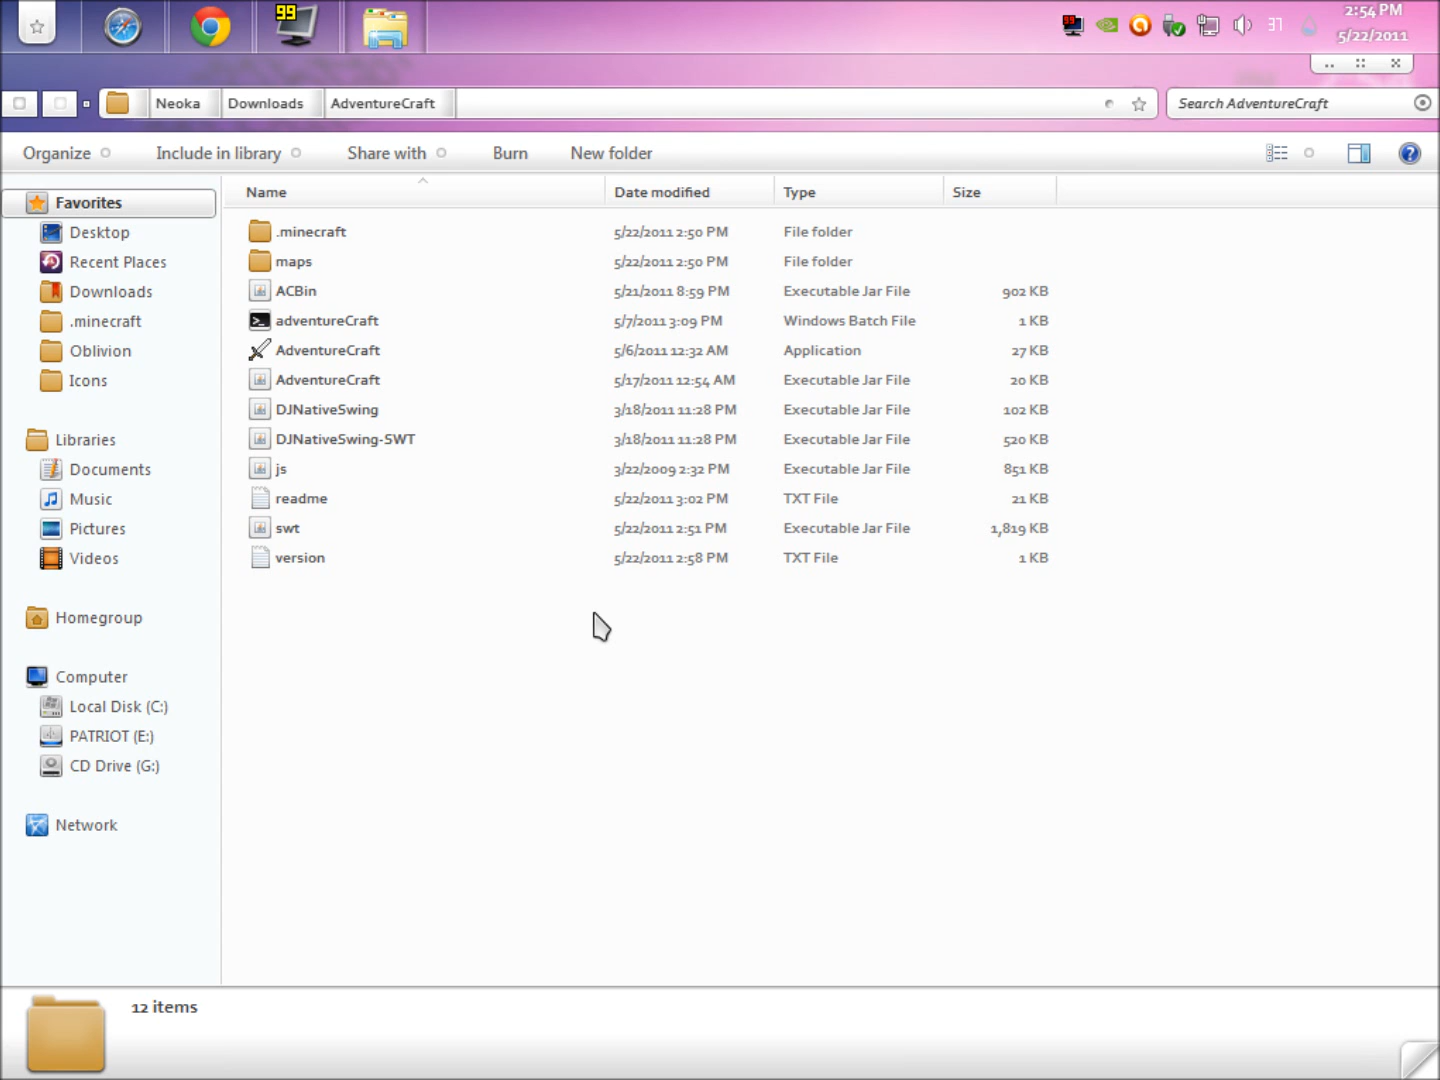 99
99
37
2:54 PM
5/22/2011
Neoka Downloads AdventureCraft
Search AdventureCraft
Organize Include in library Share with Burn New folder
Name Date modified Type Size
Favorites
Desktop
Recent Places
Downloads
.minecraft
Oblivion
Icons
Libraries
Documents
Music
Pictures
Videos
Homegroup
Computer
Local Disk (C:)
PATRIOT (E:)
CD Drive (G:)
Network
.minecraft 5/22/2011 2:50 PM File folder
maps 5/22/2011 2:50 PM File folder
ACBin 5/21/2011 8:59 PM Executable Jar File 902 KB
adventureCraft 5/7/2011 3:09 PM Windows Batch File 1 KB
AdventureCraft 5/6/2011 12:32 AM Application 27 KB
AdventureCraft 5/17/2011 12:54 AM Executable Jar File 20 KB
DJNativeSwing 3/18/2011 11:28 PM Executable Jar File 102 KB
DJNativeSwing-SWT 3/18/2011 11:28 PM Executable Jar File 520 KB
js 3/22/2009 2:32 PM Executable Jar File 851 KB
readme 5/22/2011 3:02 PM TXT File 21 KB
swt 5/22/2011 2:51 PM Executable Jar File 1,819 KB
version 5/22/2011 2:58 PM TXT File 1 KB
12 items